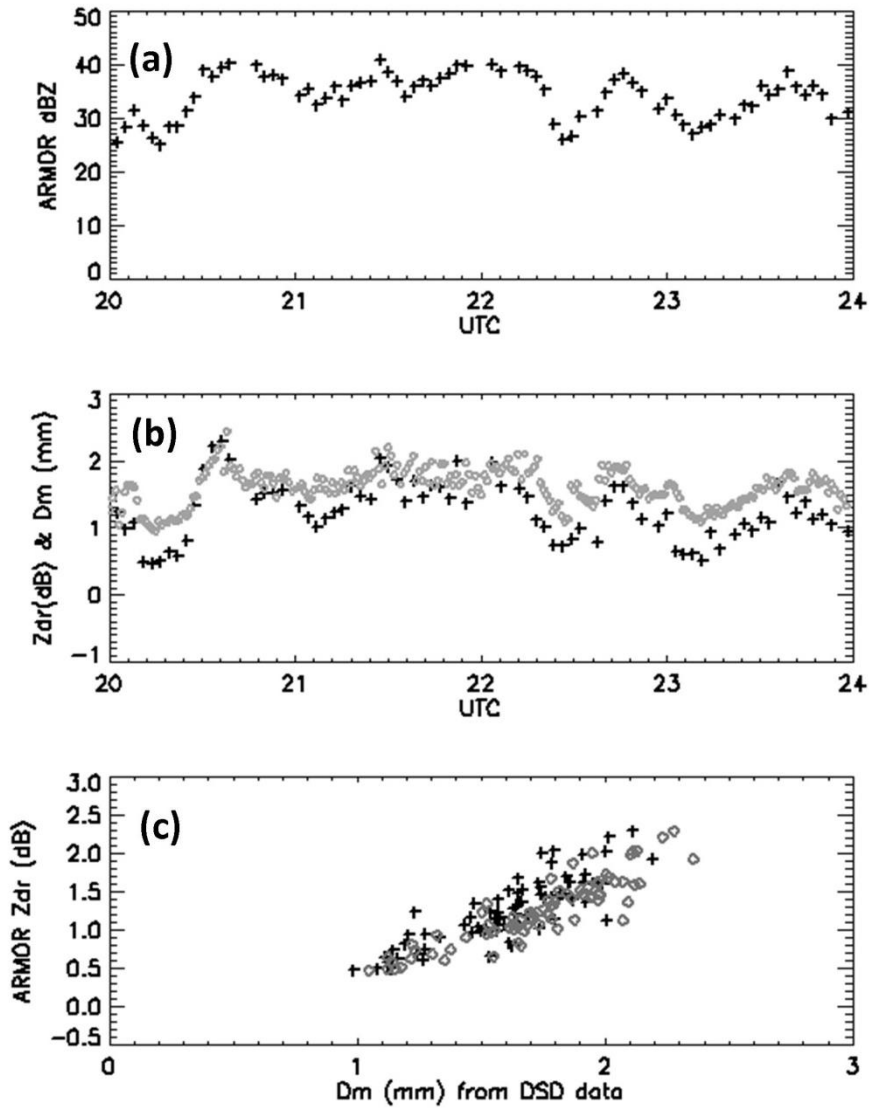 (a)
50
40
30
20
10
0
ARMOR dBZ
20 21 22 23 24
UTC
(b)
3
2
1
0
-1
Zdr(dB) & Dm (mm)
20 21 22 23 24
UTC
(c)
3.0
2.5
2.0
1.5
1.0
0.5
0.0
-0.5
ARMOR Zdr (dB)
0 1 2 3
Dm (mm) from DSD data